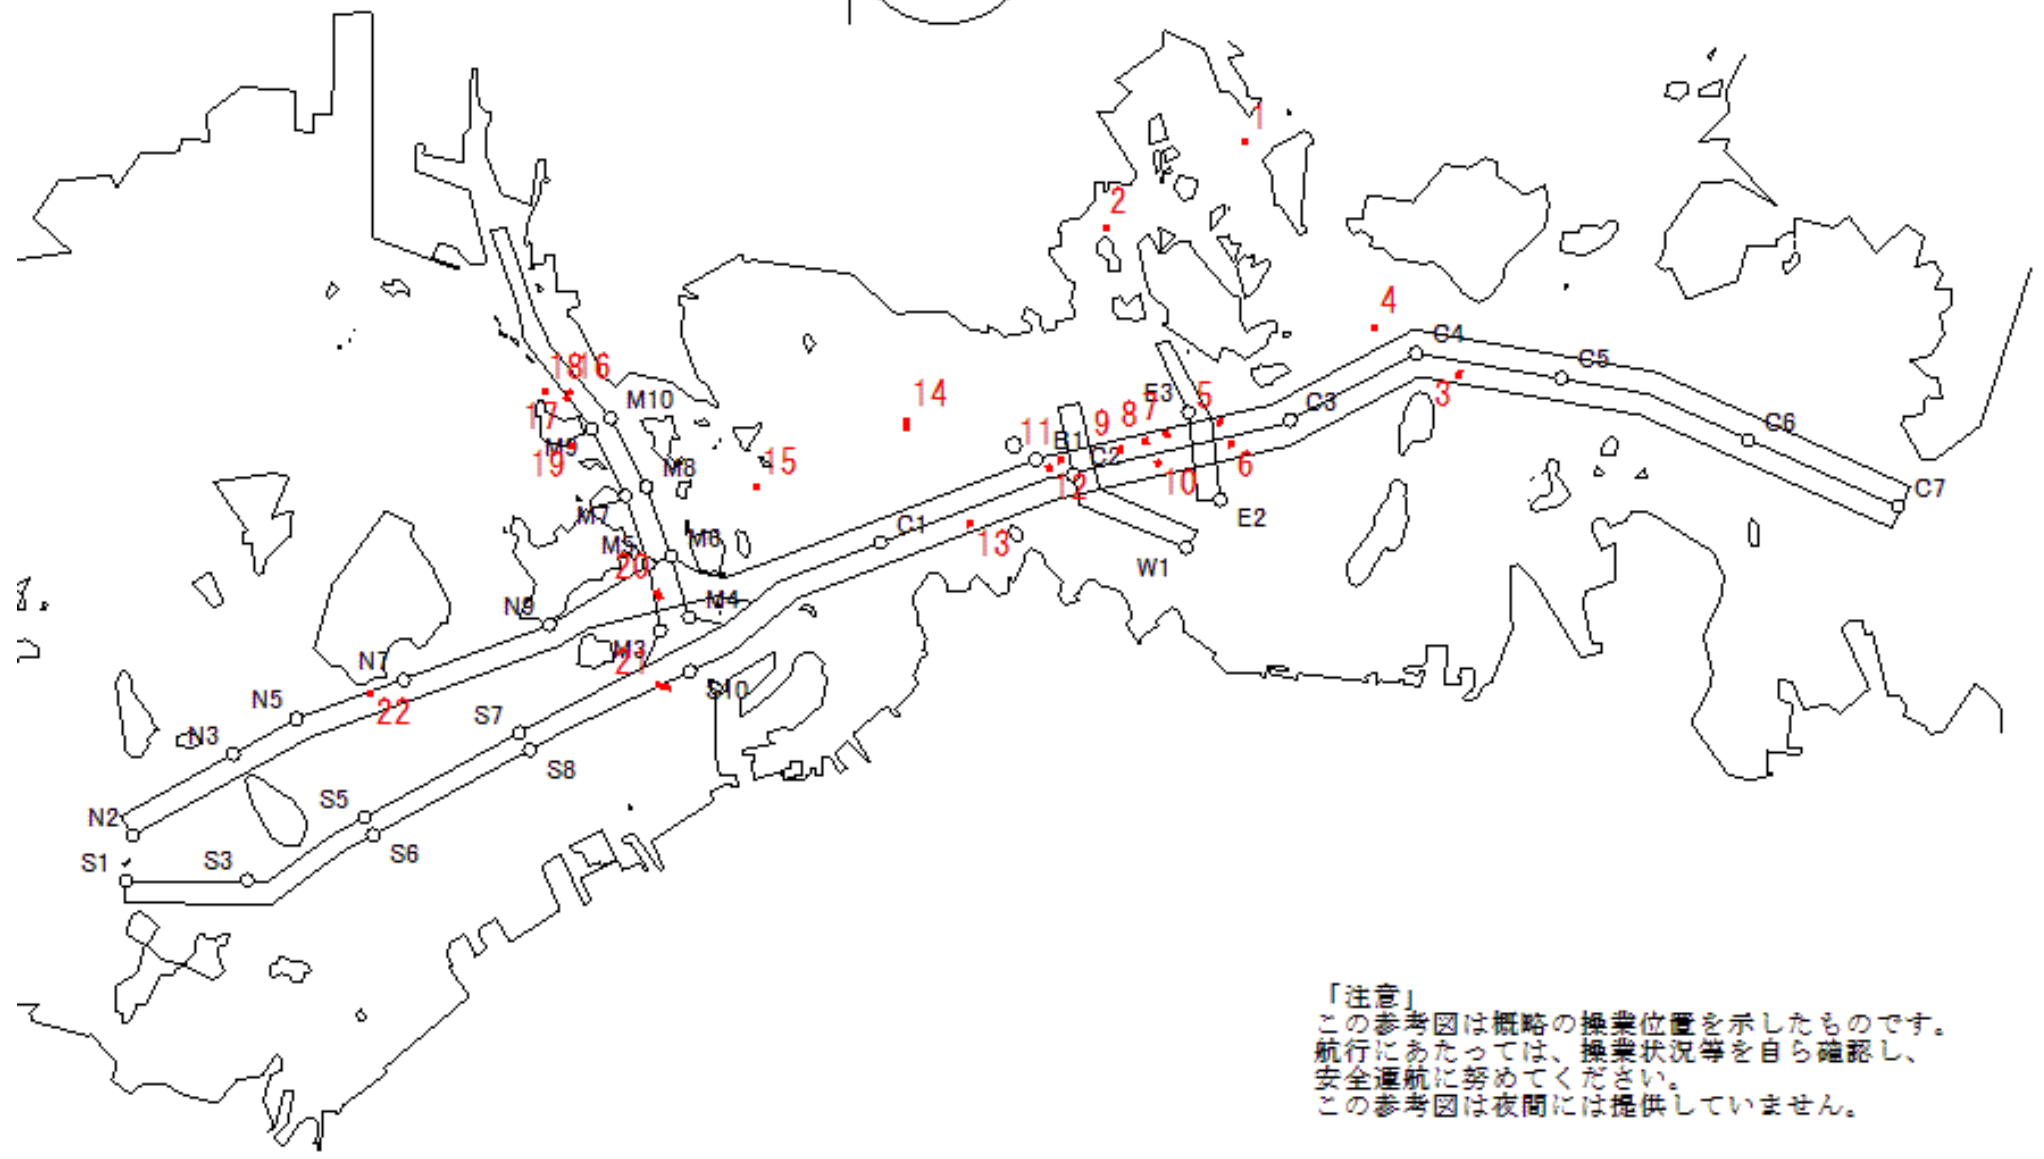 1
2
4
C4
C5
3
18
16
M10
17
M9
19
M8
14
15
E3
5
C3
C6
11
B1
9
8
7
C2
12
10
6
E2
C7
M7
M5
M6
20
C1
13
W1
N9
M4
M3
21
N7
22
S10
N5
S7
N3
S8
N2
S5
S1
S3
S6
「注意」
この参考図は概略の操業位置を示したものです。
航行にあたっては、操業状況等を自ら確認し、
安全運航に努めてください。
この参考図は夜間には提供していません。